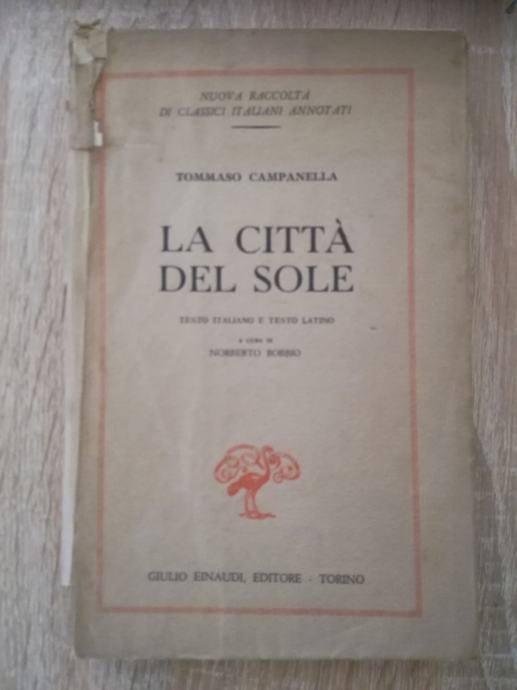 NUOVA RACCOLTA
DI CLASSICI ITALIANI ANNOTATI
TOMMASO CAMPANELLA
LA CITTÀ
DEL SOLE
TESTO ITALIANO E TESTO LATINO
A CURA DI
NORBERTO BOBBIO
GIULIO EINAUDI, EDITORE - TORINO